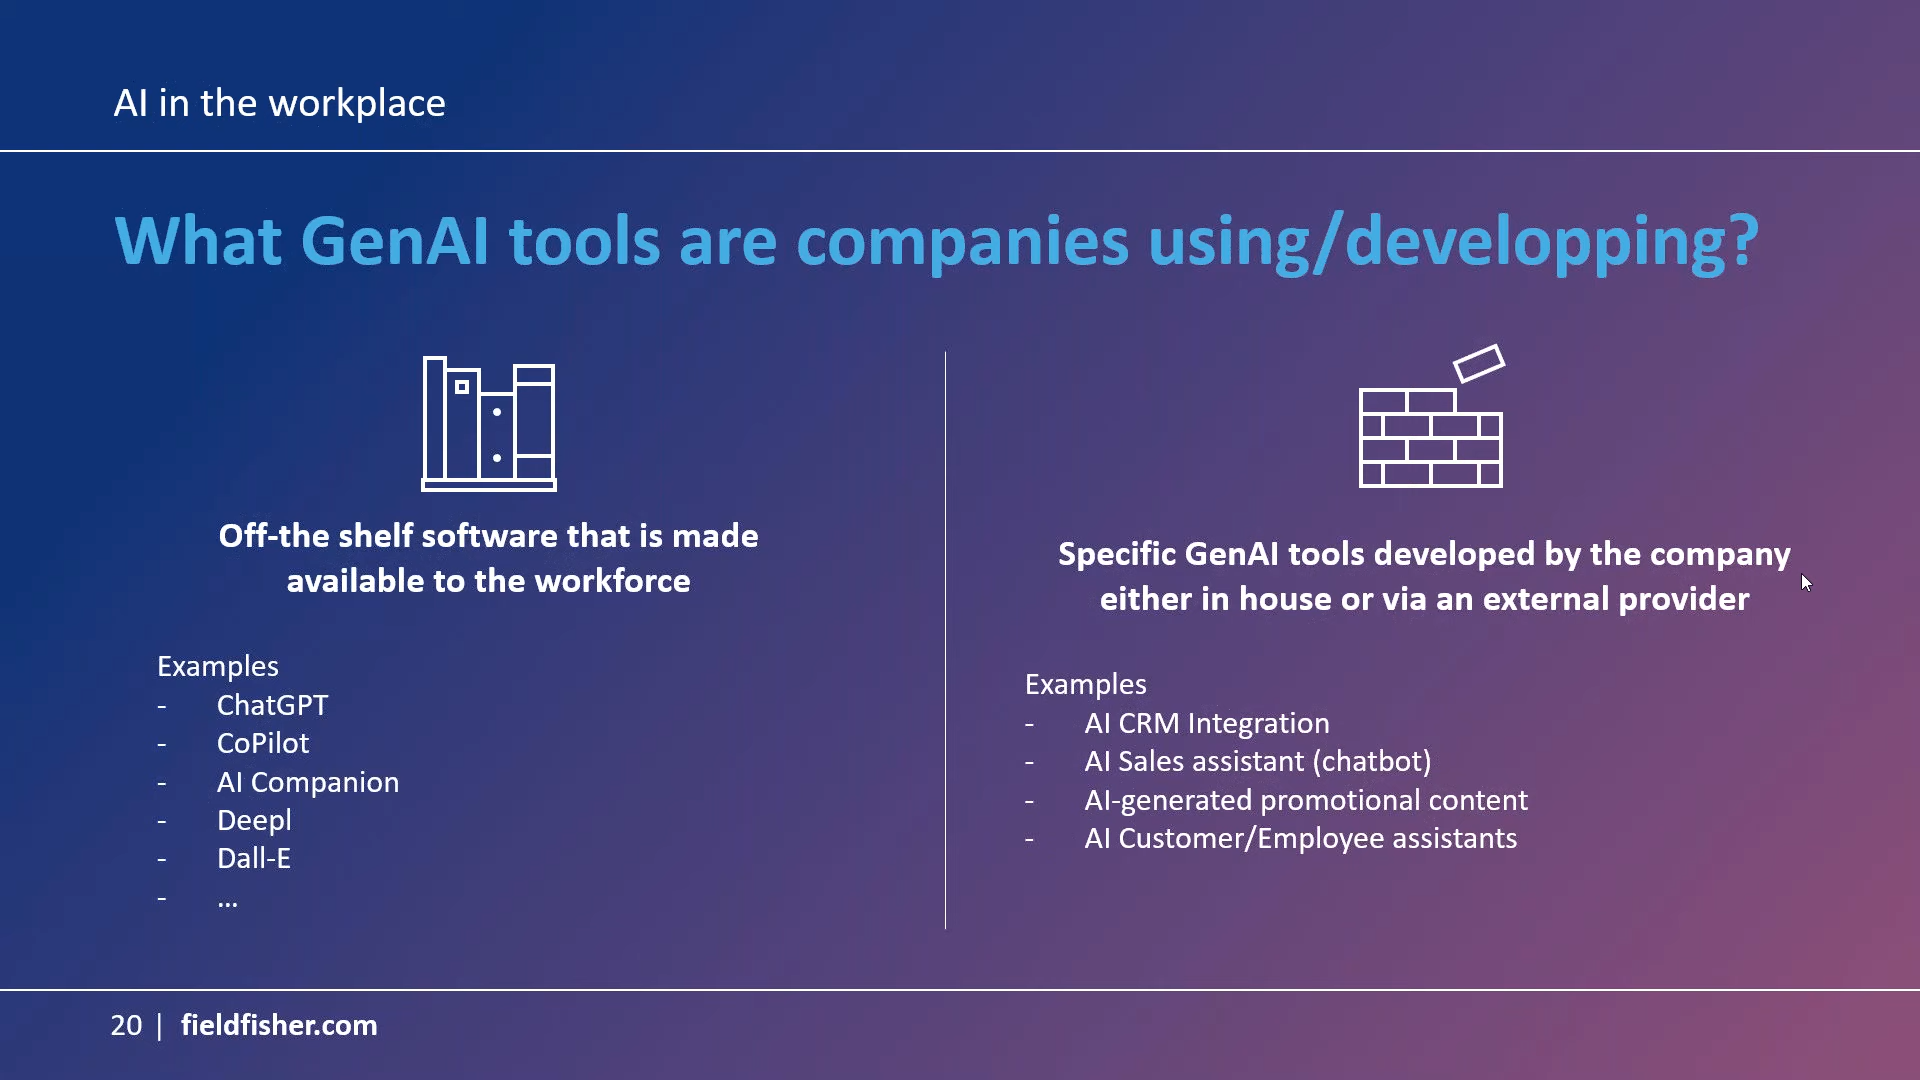 AI in the workplace
What GenAI tools are companies using/developping?
Off-the shelf software that is made
available to the workforce
Examples
- ChatGPT
- CoPilot
- AI Companion
- Deepl
- Dall-E
- ...
Specific GenAI tools developed by the company
either in house or via an external provider
Examples
- AI CRM Integration
- AI Sales assistant (chatbot)
- AI-generated promotional content
- AI Customer/Employee assistants
20 | fieldfisher.com